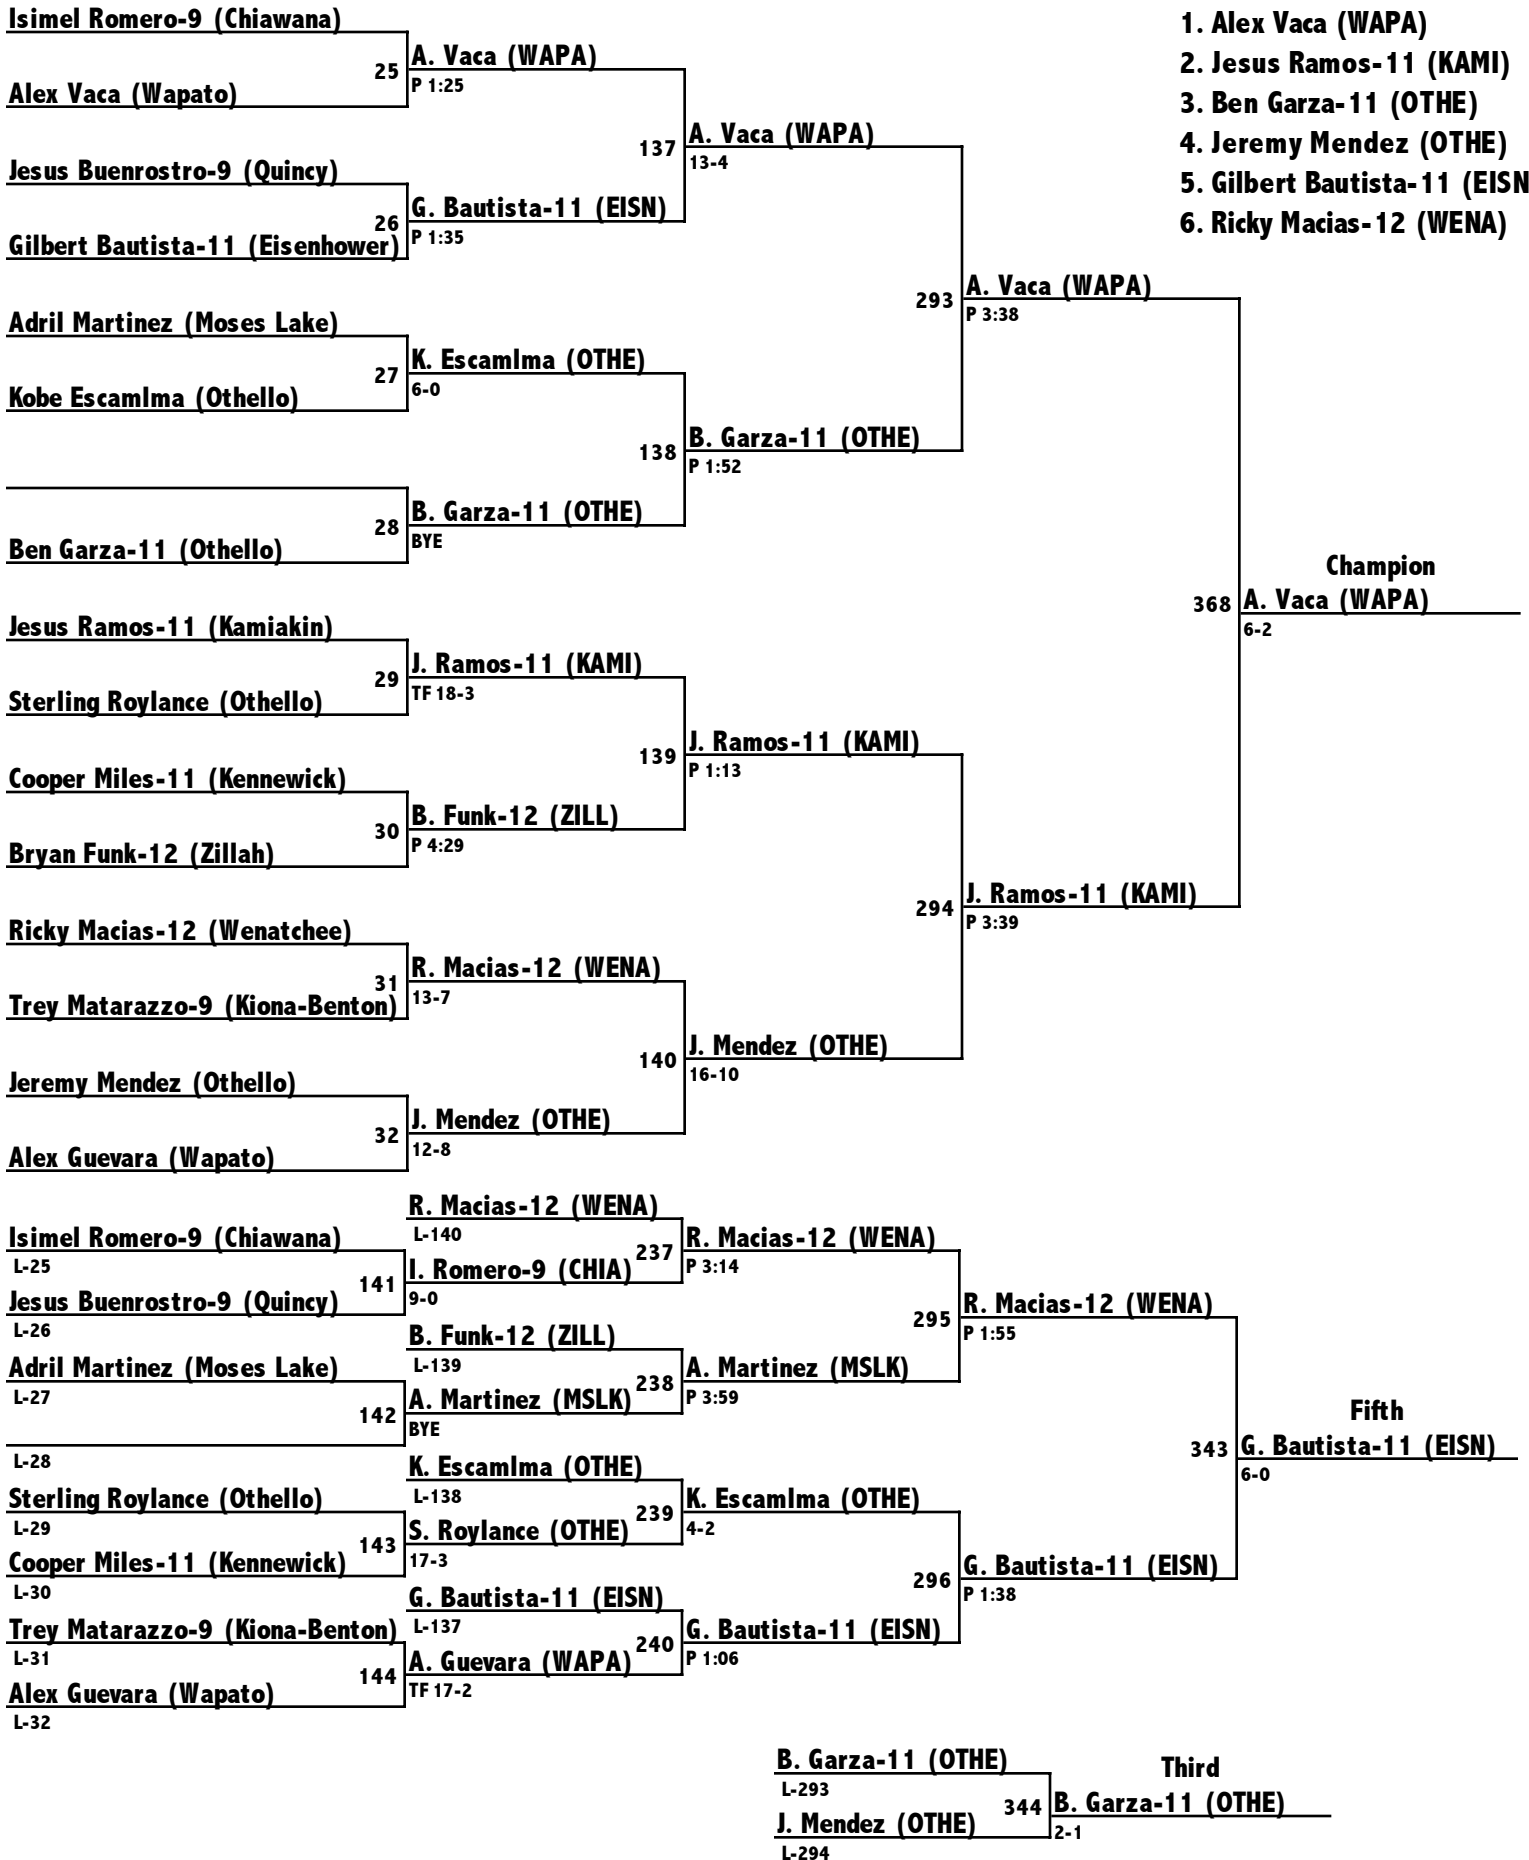 Isimel Romero-9 (Chiawana)
25
A. Vaca (WAPA)
P 1:25
Alex Vaca (Wapato)
137
A. Vaca (WAPA)
13-4
Jesus Buenrostro-9 (Quincy)
26
G. Bautista-11 (EISN)
P 1:35
Gilbert Bautista-11 (Eisenhower)
293
A. Vaca (WAPA)
P 3:38
Adril Martinez (Moses Lake)
27
K. Escamlma (OTHE)
6-0
Kobe Escamlma (Othello)
138
B. Garza-11 (OTHE)
P 1:52
28
B. Garza-11 (OTHE)
BYE
Ben Garza-11 (Othello)
Champion
368
A. Vaca (WAPA)
6-2
Jesus Ramos-11 (Kamiakin)
29
J. Ramos-11 (KAMI)
TF 18-3
Sterling Roylance (Othello)
139
J. Ramos-11 (KAMI)
P 1:13
Cooper Miles-11 (Kennewick)
30
B. Funk-12 (ZILL)
P 4:29
Bryan Funk-12 (Zillah)
294
J. Ramos-11 (KAMI)
P 3:39
Ricky Macias-12 (Wenatchee)
31
R. Macias-12 (WENA)
13-7
Trey Matarazzo-9 (Kiona-Benton)
140
J. Mendez (OTHE)
16-10
Jeremy Mendez (Othello)
32
J. Mendez (OTHE)
12-8
Alex Guevara (Wapato)
1. Alex Vaca (WAPA)
2. Jesus Ramos-11 (KAMI)
3. Ben Garza-11 (OTHE)
4. Jeremy Mendez (OTHE)
5. Gilbert Bautista-11 (EISN
6. Ricky Macias-12 (WENA)
R. Macias-12 (WENA)
L-140
237
R. Macias-12 (WENA)
P 3:14
Isimel Romero-9 (Chiawana)
L-25
141
I. Romero-9 (CHIA)
9-0
Jesus Buenrostro-9 (Quincy)
L-26
295
R. Macias-12 (WENA)
P 1:55
B. Funk-12 (ZILL)
L-139
238
A. Martinez (MSLK)
P 3:59
Adril Martinez (Moses Lake)
L-27
142
A. Martinez (MSLK)
BYE
L-28
Fifth
343
G. Bautista-11 (EISN)
6-0
K. Escamlma (OTHE)
L-138
239
K. Escamlma (OTHE)
4-2
Sterling Roylance (Othello)
L-29
143
S. Roylance (OTHE)
17-3
Cooper Miles-11 (Kennewick)
L-30
296
G. Bautista-11 (EISN)
P 1:38
G. Bautista-11 (EISN)
L-137
240
G. Bautista-11 (EISN)
P 1:06
Trey Matarazzo-9 (Kiona-Benton)
L-31
144
A. Guevara (WAPA)
TF 17-2
Alex Guevara (Wapato)
L-32
B. Garza-11 (OTHE)
L-293
Third
344
B. Garza-11 (OTHE)
2-1
J. Mendez (OTHE)
L-294